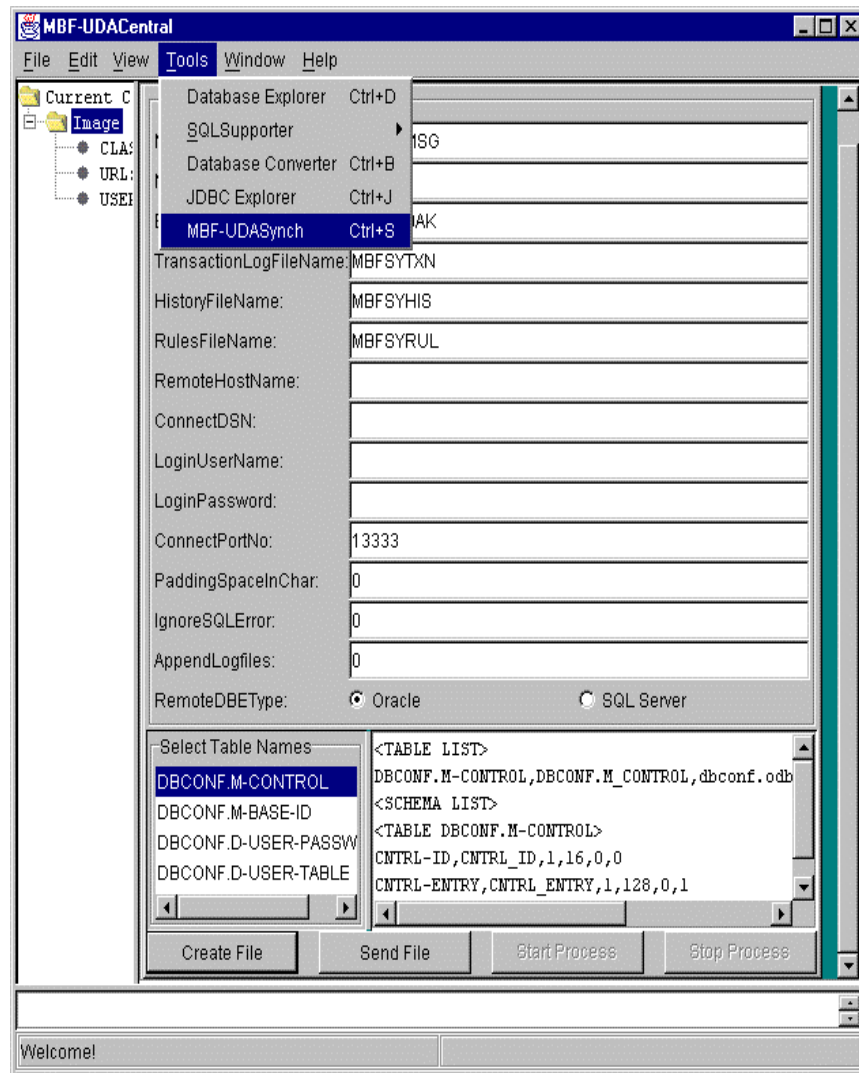 MBF-UDACentral
File Edit View Tools Window Help
Current C
Image
URL:
Database Explorer Ctrl+D
SQLSupporter
Database Converter Ctrl+B
JDBC Explorer Ctrl+J
MBF-UDASynch Ctrl+S
TransactionLogFileName: MBFSYTXN
HistoryFileName: MBFSYHIS
RulesFileName: MBFSYRUL
RemoteHostName:
ConnectDSN:
LoginUserName:
LoginPassword:
ConnectPortNo: 13333
PaddingSpaceInChar: 0
IgnoreSQLError: 0
AppendLogfiles: 0
RemoteDBEType: Oracle SQL Server
Select Table Names
DBCONF.M-CONTROL
DBCONF.M-BASE-ID
DBCONF.D-USER-PASSW
DBCONF.D-USER-TABLE
<TABLE LIST>
DBCONF.M-CONTROL,DBCONF.M_CONTROL,dbconf.odb
<SCHEMA LIST>
<TABLE DBCONF.M-CONTROL>
CNTRL-ID,CNTRL_ID,1,16,0,0
CNTRL-ENTRY,CNTRL_ENTRY,1,128,0,1
Create File Send File Start Process Stop Process
Welcome!